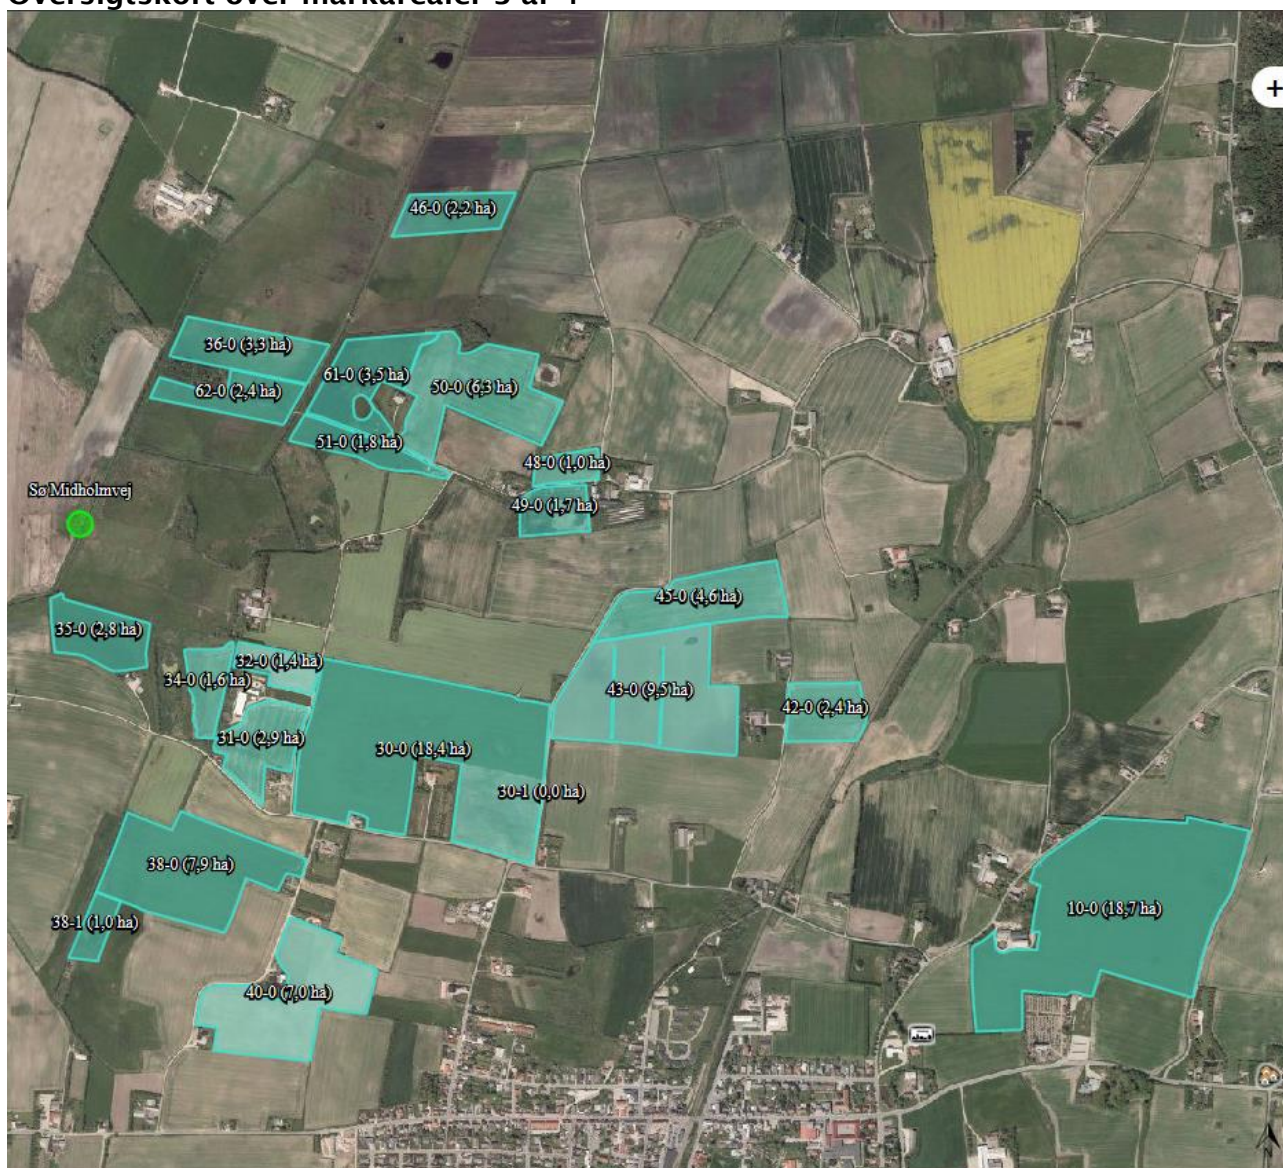 Oversigtskort over markarealer 3 af 4
+
46-0 (2,2 ha)
36-0 (3,3 ha)
61-0 (3,5 ha)
62-0 (2,4 ha)
50-0 (6,3 ha)
51-0 (1,8 ha)
48-0 (1,0 ha)
Sø Midholmvej
49-0 (1,7 ha)
45-0 (4,6 ha)
35-0 (2,8 ha)
32-0 (1,4 ha)
34-0 (1,6 ha)
43-0 (9,5 ha)
42-0 (2,4 ha)
31-0 (2,9 ha)
30-0 (18,4 ha)
30-1 (0,0 ha)
38-0 (7,9 ha)
10-0 (18,7 ha)
38-1 (1,0 ha)
40-0 (7,0 ha)